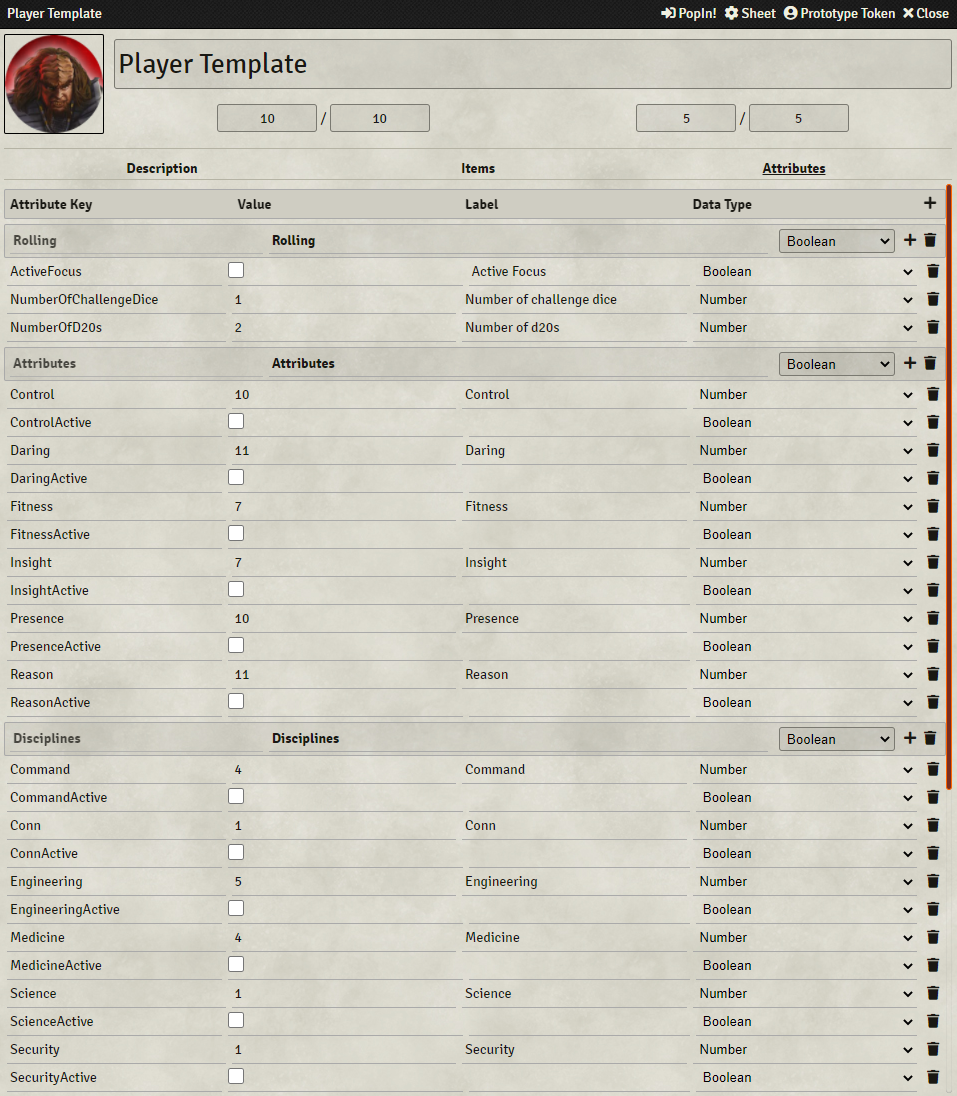 Player Template PopIn! Sheet Prototype Token Close
Player Template
10 / 10 5 / 5
Description Items Attributes
Attribute Key Value Label Data Type
Rolling Rolling Boolean
ActiveFocus Active Focus Boolean
NumberOfChallengeDice 1 Number of challenge dice Number
NumberOfD20s 2 Number of d20s Number
Attributes Attributes Boolean
Control 10 Control Number
ControlActive Boolean
Daring 11 Daring Number
DaringActive Boolean
Fitness 7 Fitness Number
FitnessActive Boolean
Insight 7 Insight Number
InsightActive Boolean
Presence 10 Presence Number
PresenceActive Boolean
Reason 11 Reason Number
ReasonActive Boolean
Disciplines Disciplines Boolean
Command 4 Command Number
CommandActive Boolean
Conn 1 Conn Number
ConnActive Boolean
Engineering 5 Engineering Number
EngineeringActive Boolean
Medicine 4 Medicine Number
MedicineActive Boolean
Science 1 Science Number
ScienceActive Boolean
Security 1 Security Number
SecurityActive Boolean